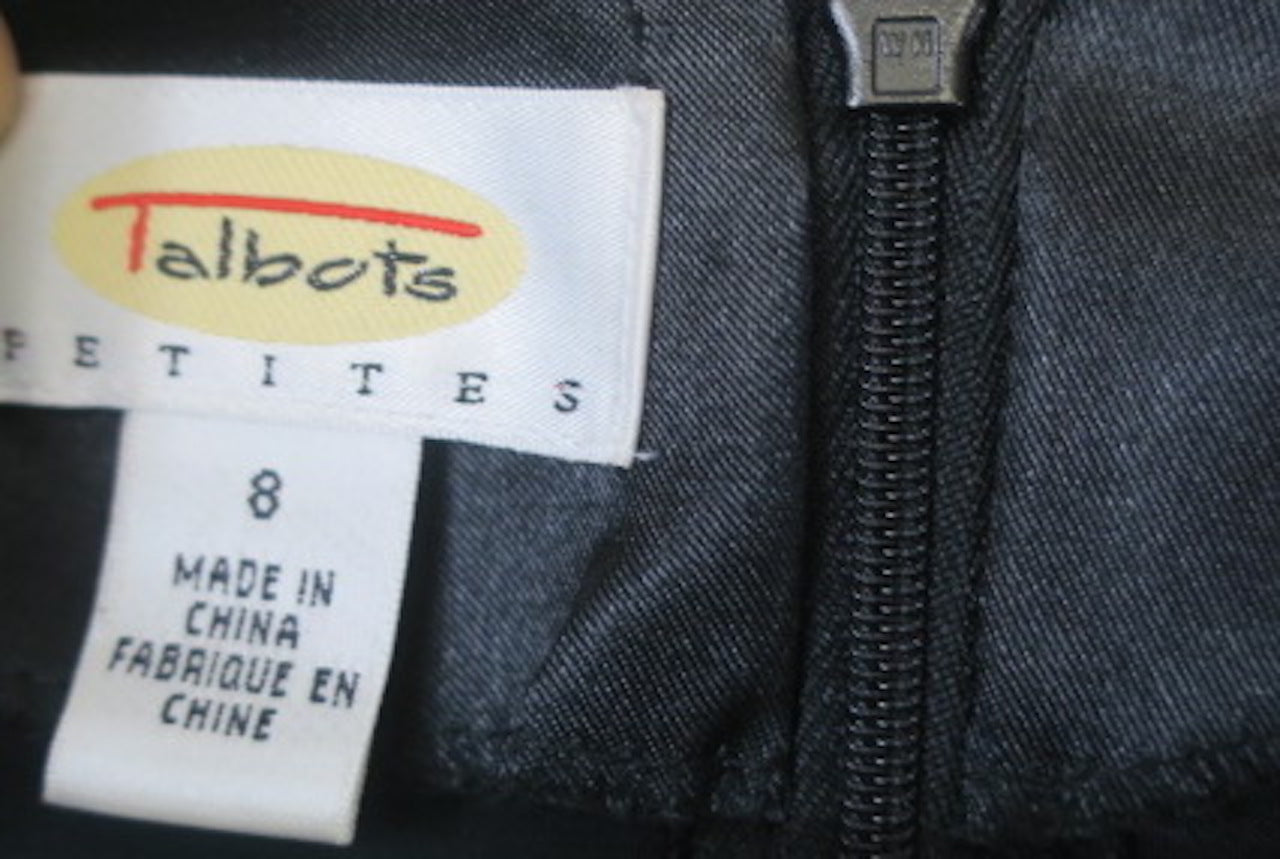 Talbots
PETITES
8
MADE IN
CHINA
FABRIQUE EN
CHINE